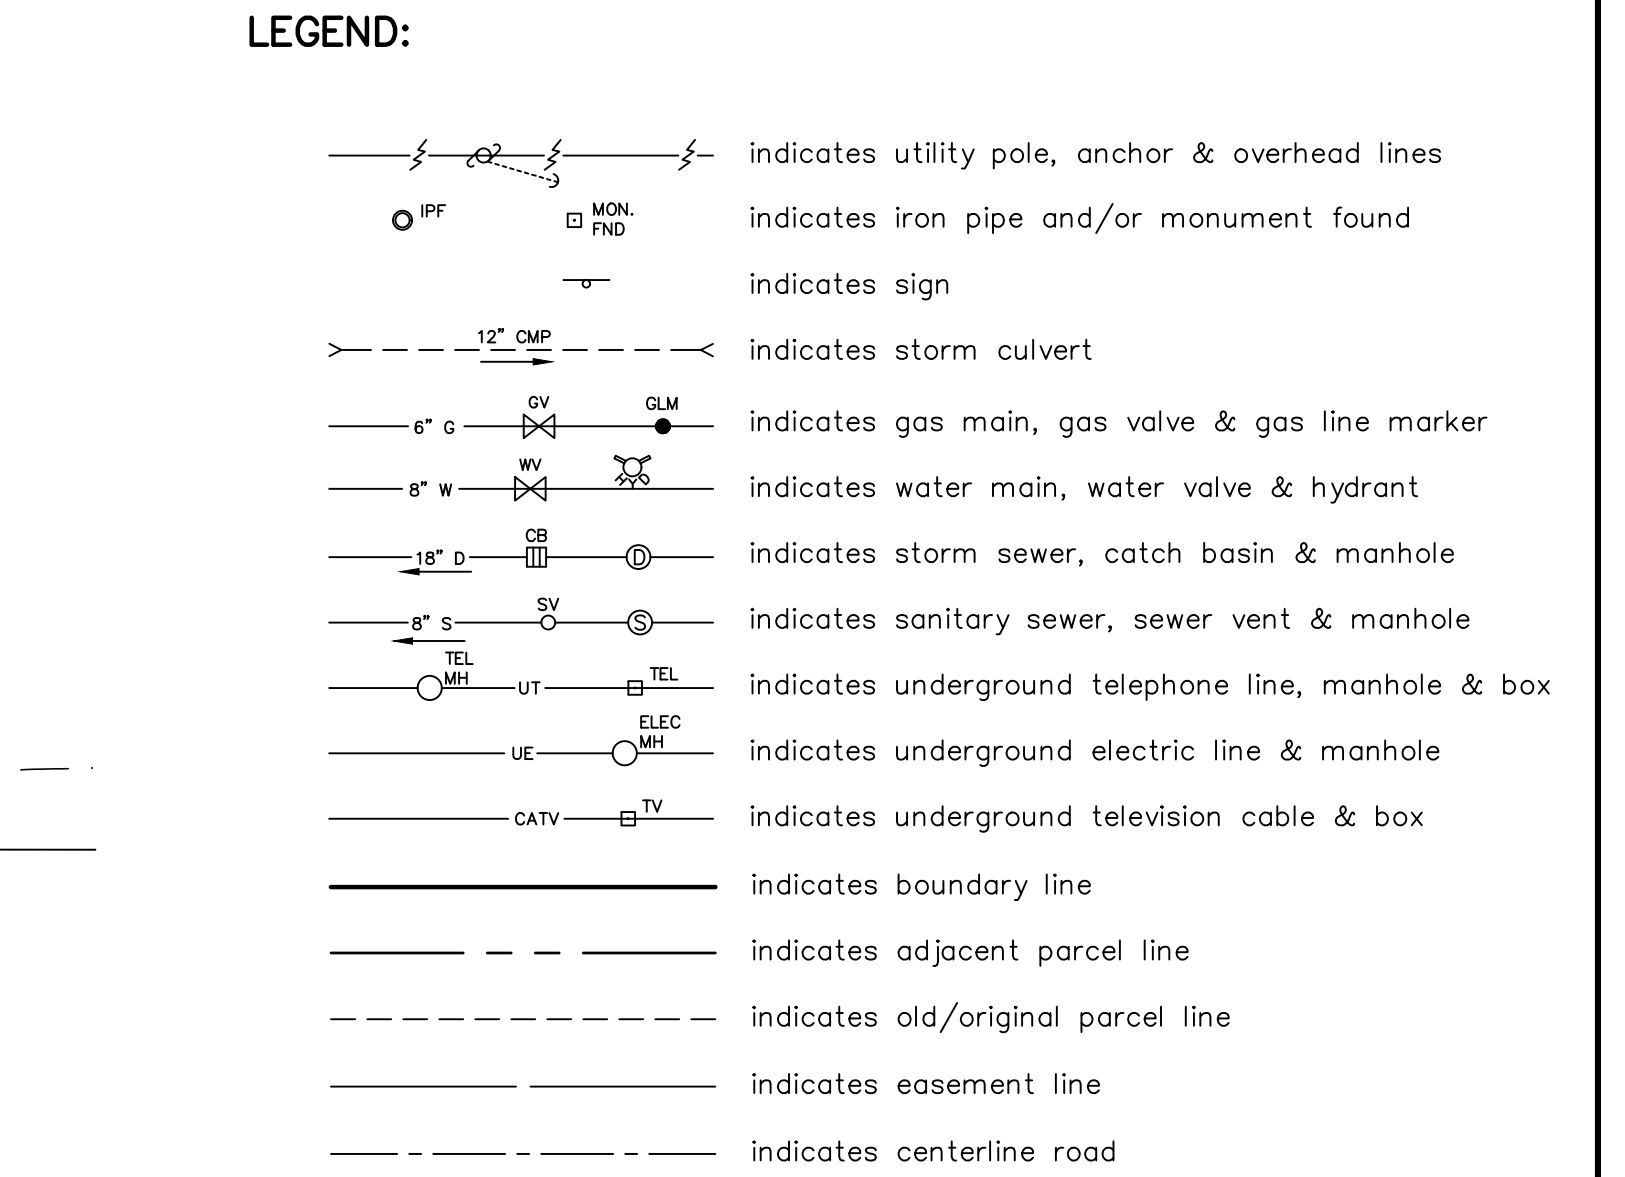 LEGEND:
indicates utility pole, anchor & overhead lines
IPF MON. FND indicates iron pipe and/or monument found
indicates sign
12" CMP indicates storm culvert
6" G GV GLM indicates gas main, gas valve & gas line marker
8" W WV HYD indicates water main, water valve & hydrant
18" D CB D indicates storm sewer, catch basin & manhole
8" S SV S indicates sanitary sewer, sewer vent & manhole
TEL MH UT TEL indicates underground telephone line, manhole & box
UE ELEC MH indicates underground electric line & manhole
CATV TV indicates underground television cable & box
indicates boundary line
indicates adjacent parcel line
indicates old/original parcel line
indicates easement line
indicates centerline road